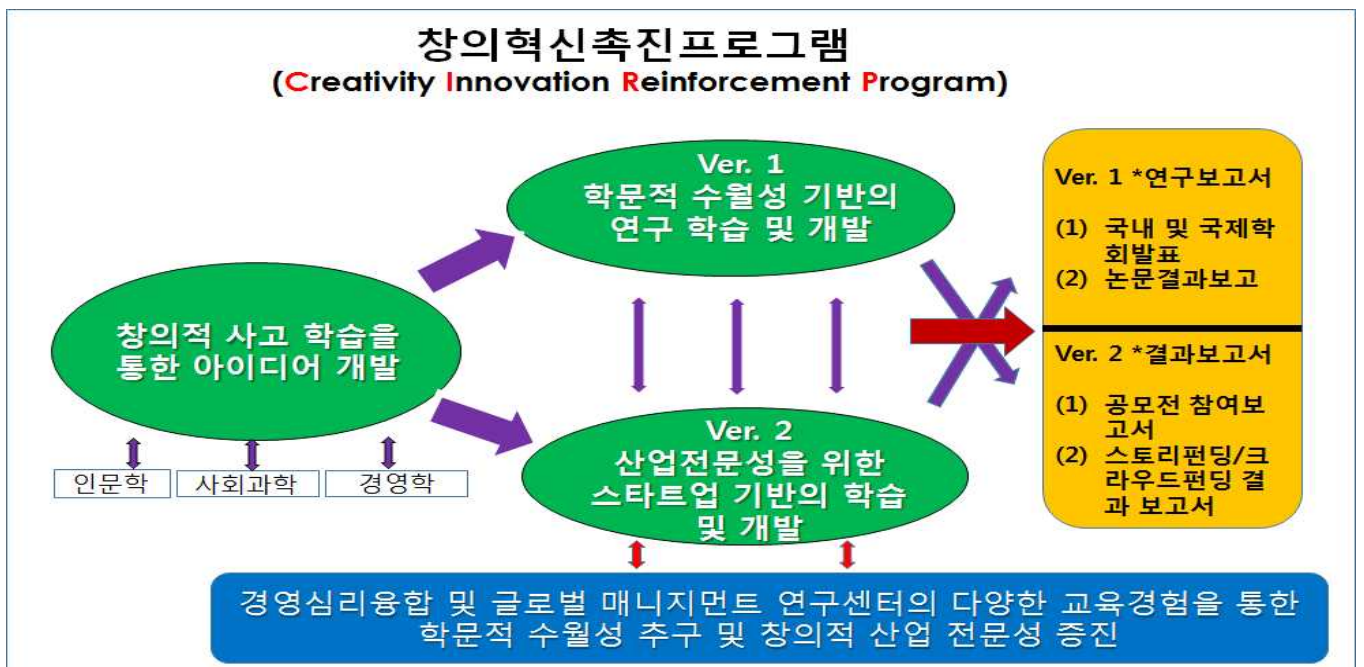 창의혁신촉진프로그램
(Creativity Innovation Reinforcement Program)
Ver. 1
학문적 수월성 기반의
연구 학습 및 개발
창의적 사고 학습을
통한 아이디어 개발
인문학
사회과학
경영학
Ver. 2
산업전문성을 위한
스타트업 기반의 학습
및 개발
Ver. 1 *연구보고서
(1) 국내 및 국제학
회발표
(2) 논문결과보고
Ver. 2 *결과보고서
(1) 공모전 참여보
고서
(2) 스토리펀딩/크
라우드펀딩 결
과 보고서
경영심리융합 및 글로벌 매니지먼트 연구센터의 다양한 교육경험을 통한
학문적 수월성 추구 및 창의적 산업 전문성 증진